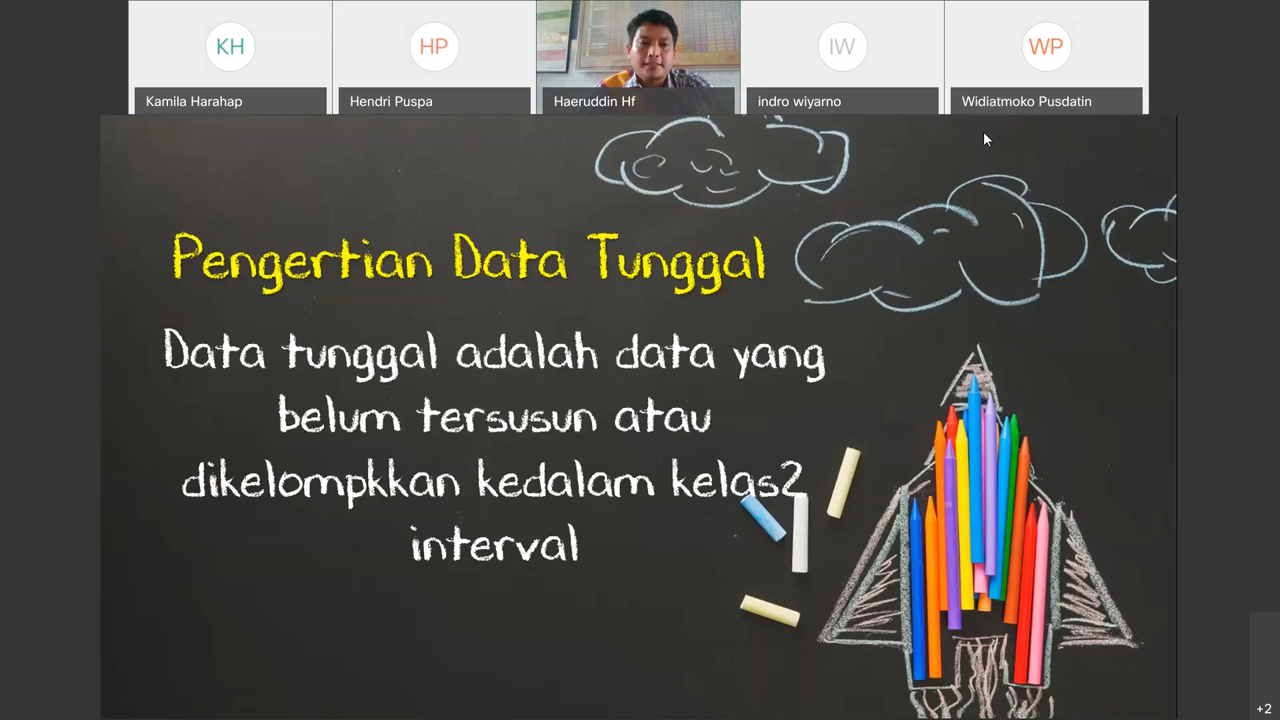 KH
HP
IW
WP
Kamila Harahap
Hendri Puspa
Haeruddin Hf
indro wiyarno
Widiatmoko Pusdatin
Pengertian Data Tunggal
Data tunggal adalah data yang
belum tersusun atau
dikelompkkan kedalam kelas2
interval
+2